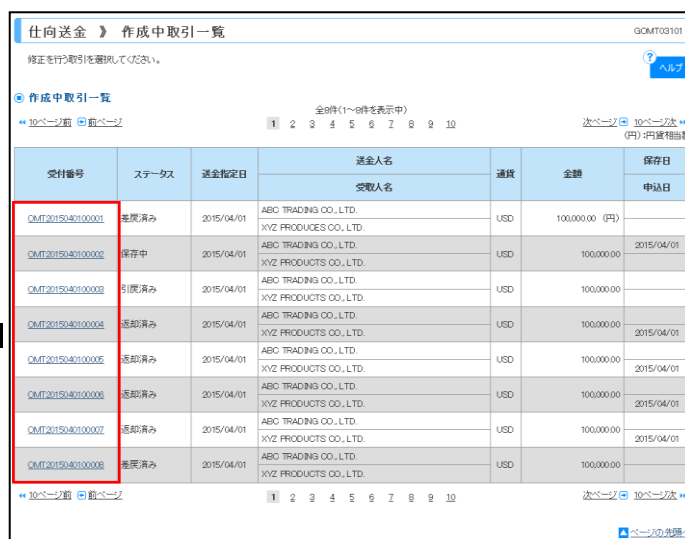 仕向送金 》 作成中取引一覧 GOMT03101
修正を行う取引を選択してください。
? ヘルプ
作成中取引一覧
全8件(1～8件を表示中)
10ページ前 前ページ 1 2 3 4 5 6 7 8 9 10 次ページ 10ページ次
(円):円貨相当
受付番号 ステータス 送金指定日 送金人名 通貨 金額 保存日
受取人名 申込日
OMT2015040100001 差戻済み 2015/04/01 ABC TRADING CO., LTD. USD 100,000.00 (円)
XYZ PRODUCES CO., LTD.
OMT2015040100002 保存中 2015/04/01 ABC TRADING CO., LTD. USD 100,000.00 2015/04/01
XYZ PRODUCTS CO., LTD.
OMT2015040100003 引戻済み 2015/04/01 ABC TRADING CO., LTD. USD 100,000.00
XYZ PRODUCTS CO., LTD.
OMT2015040100004 返却済み 2015/04/01 ABC TRADING CO., LTD. USD 100,000.00
XYZ PRODUCTS CO., LTD. 2015/04/01
OMT2015040100005 返却済み 2015/04/01 ABC TRADING CO., LTD. USD 100,000.00
XYZ PRODUCTS CO., LTD. 2015/04/01
OMT2015040100006 返却済み 2015/04/01 ABC TRADING CO., LTD. USD 100,000.00
XYZ PRODUCTS CO., LTD. 2015/04/01
OMT2015040100007 返却済み 2015/04/01 ABC TRADING CO., LTD. USD 100,000.00
XYZ PRODUCTS CO., LTD. 2015/04/01
OMT2015040100008 差戻済み 2015/04/01 ABC TRADING CO., LTD. USD 100,000.00
XYZ PRODUCTS CO., LTD.
10ページ前 前ページ 1 2 3 4 5 6 7 8 9 10 次ページ 10ページ次
ページの先頭